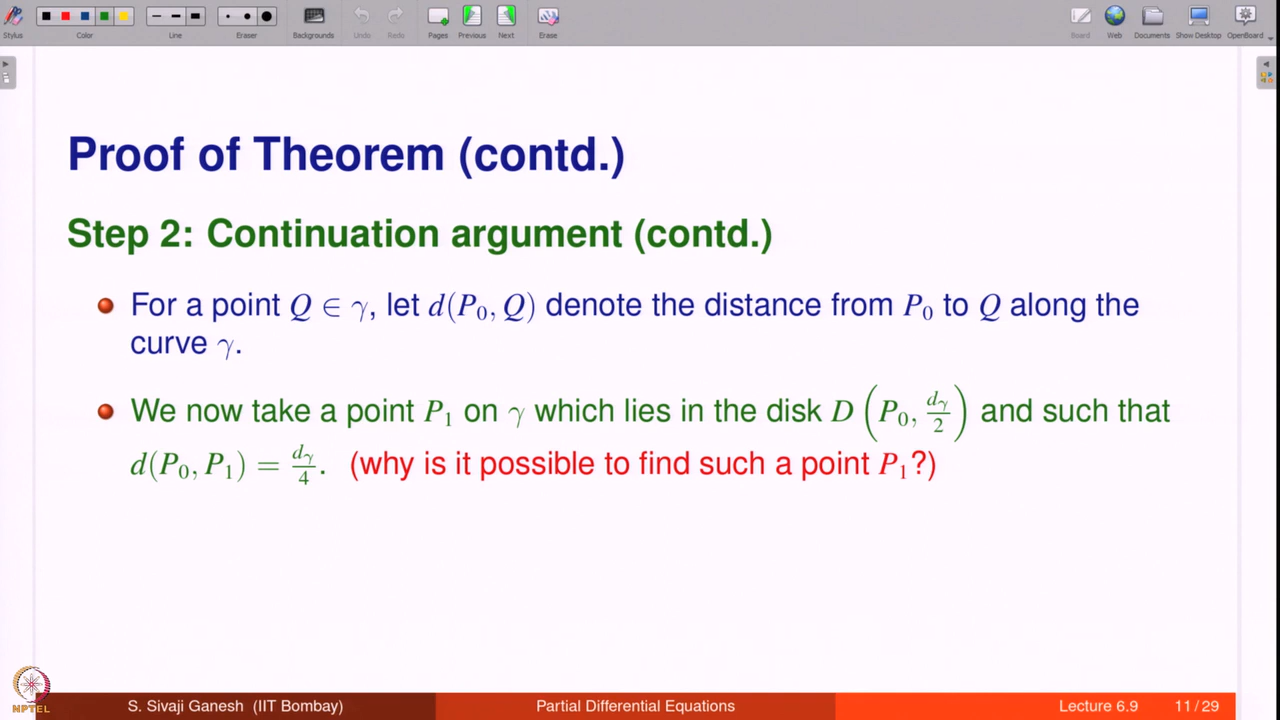 Stylus Color Line Eraser Backgrounds Undo Redo Pages Previous Next Erase Board Web Documents Show Desktop OpenBoard
Proof of Theorem (contd.)
Step 2: Continuation argument (contd.)
For a point Q ∈ γ, let d(P₀, Q) denote the distance from P₀ to Q along the
curve γ.
We now take a point P₁ on γ which lies in the disk D(P₀, dᵧ/2) and such that
d(P₀, P₁) = dᵧ/4. (why is it possible to find such a point P₁?)
NPTEL
S. Sivaji Ganesh (IIT Bombay) Partial Differential Equations Lecture 6.9 11 / 29